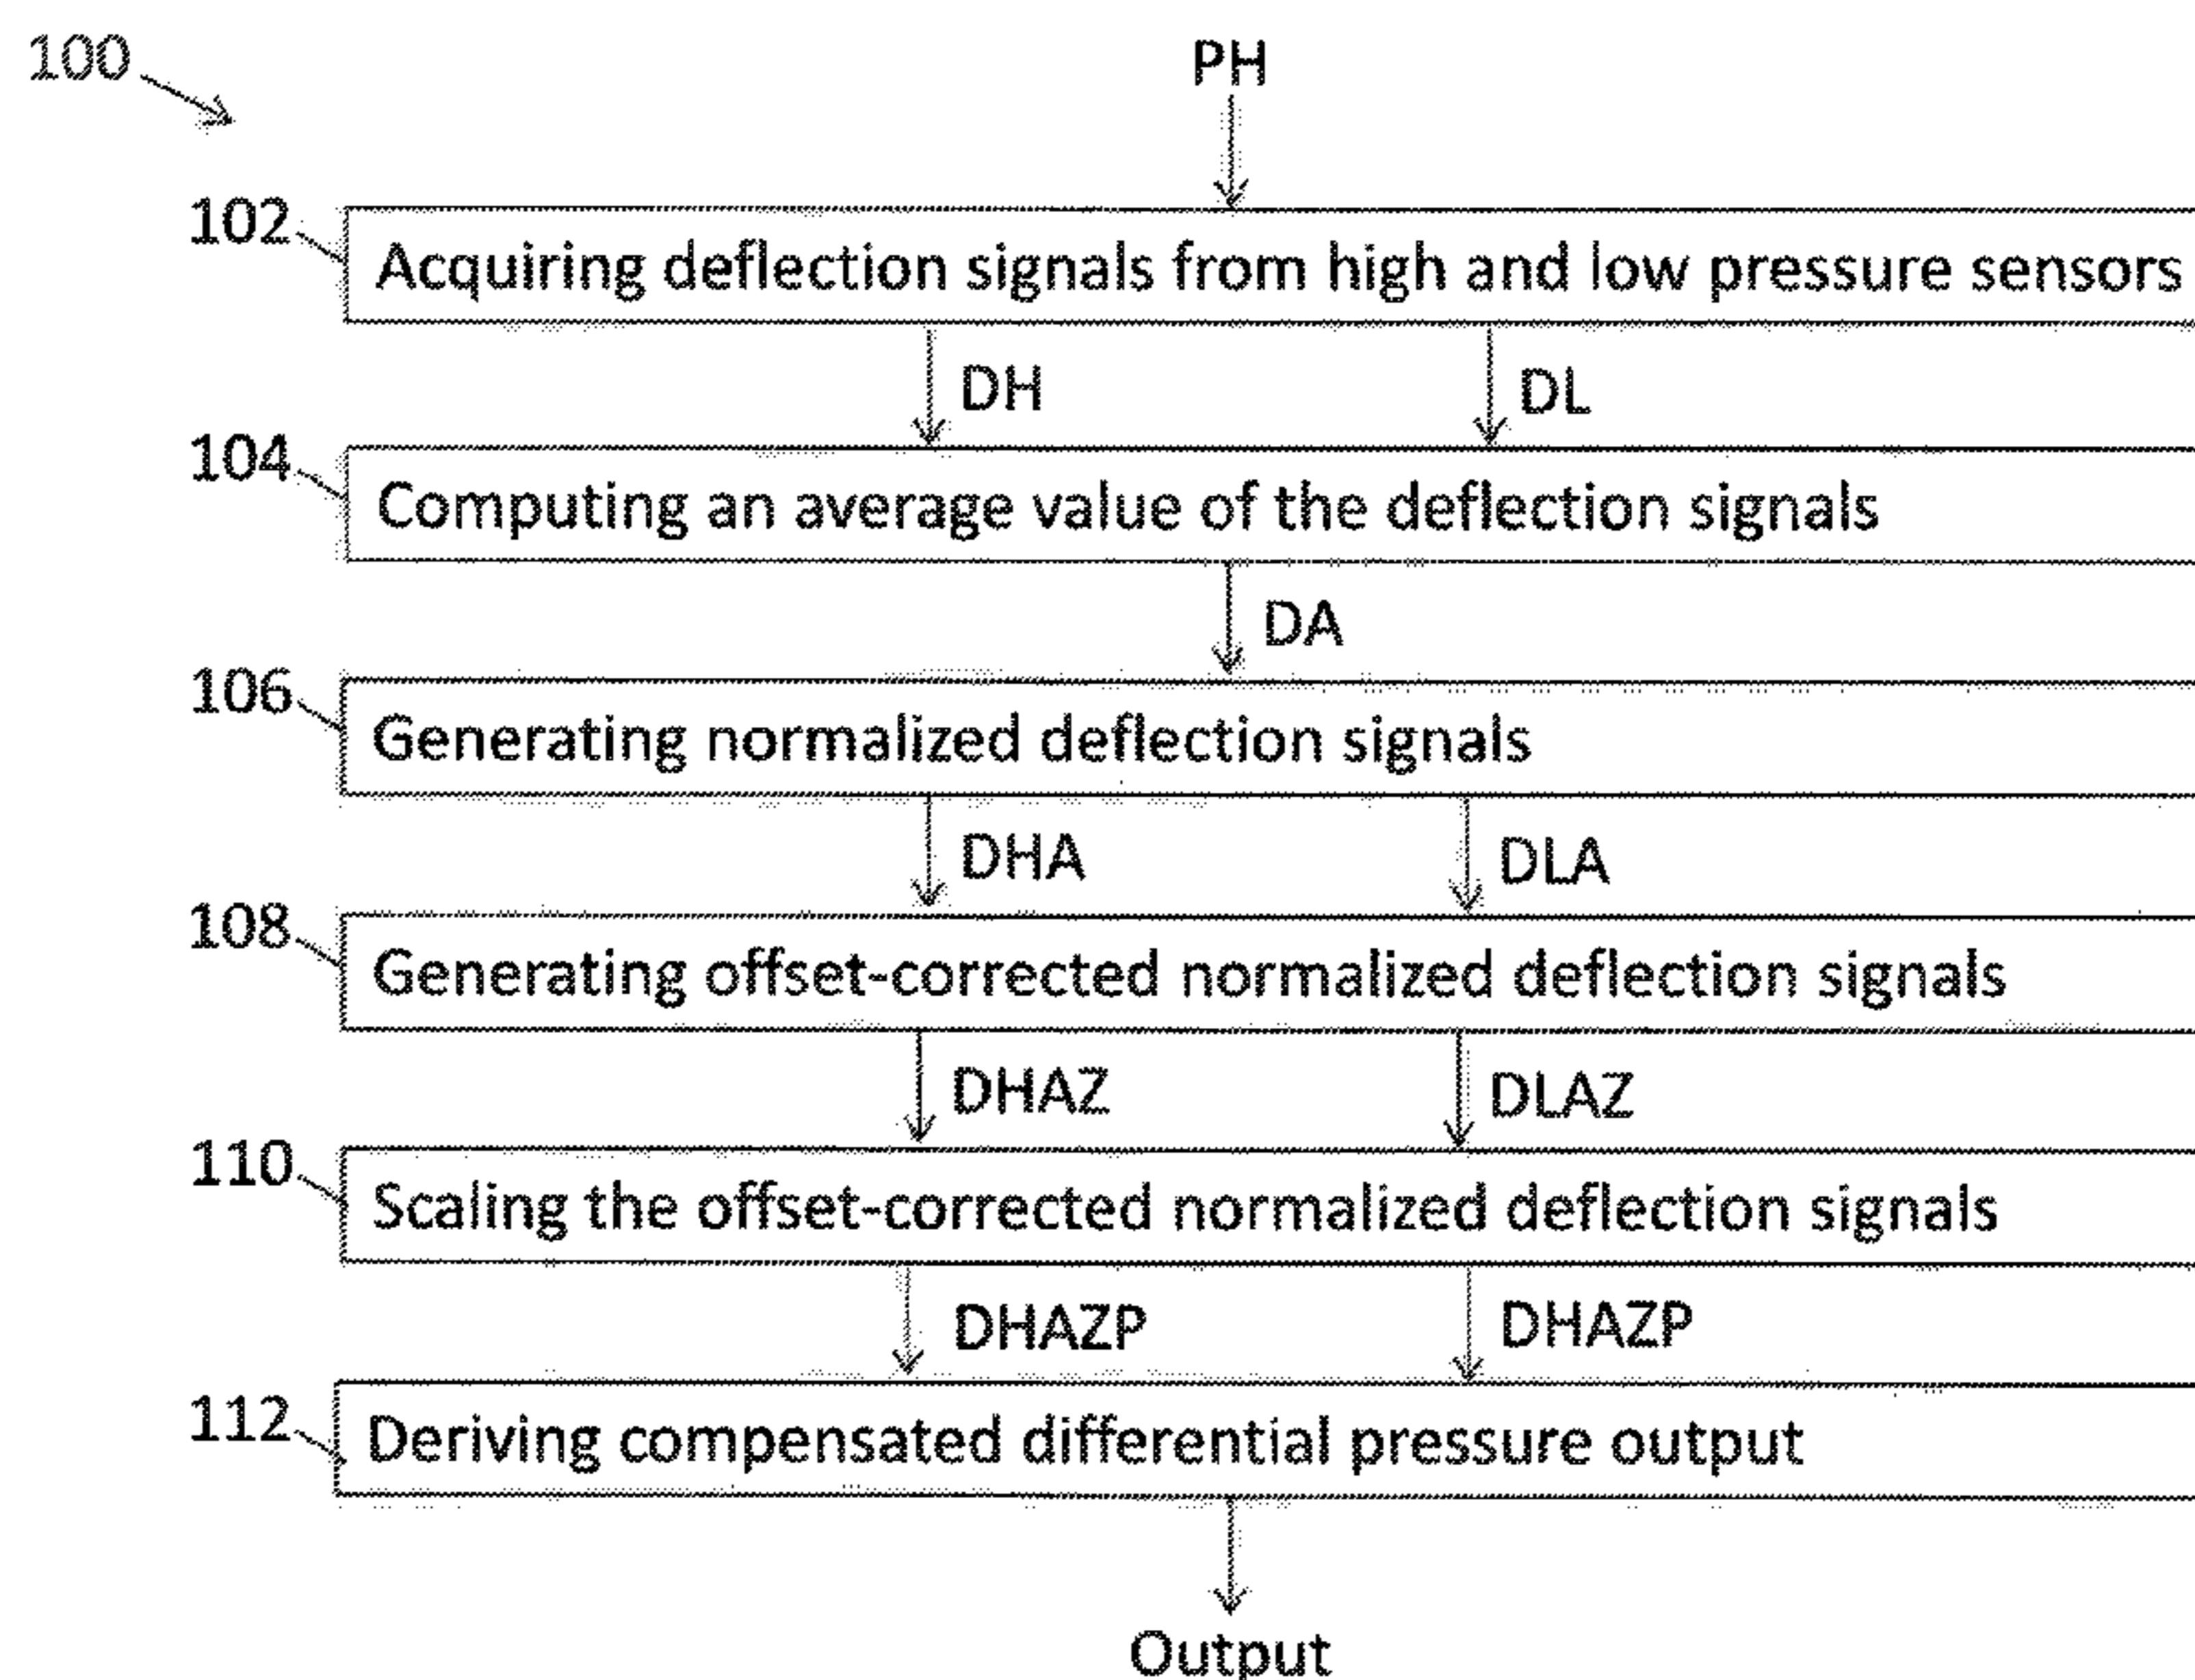 100
PH
102
Acquiring deflection signals from high and low pressure sensors
DH
DL
104
Computing an average value of the deflection signals
DA
106
Generating normalized deflection signals
DHA
DLA
108
Generating offset-corrected normalized deflection signals
DHAZ
DLAZ
110
Scaling the offset-corrected normalized deflection signals
DHAZP
DHAZP
112
Deriving compensated differential pressure output
Output